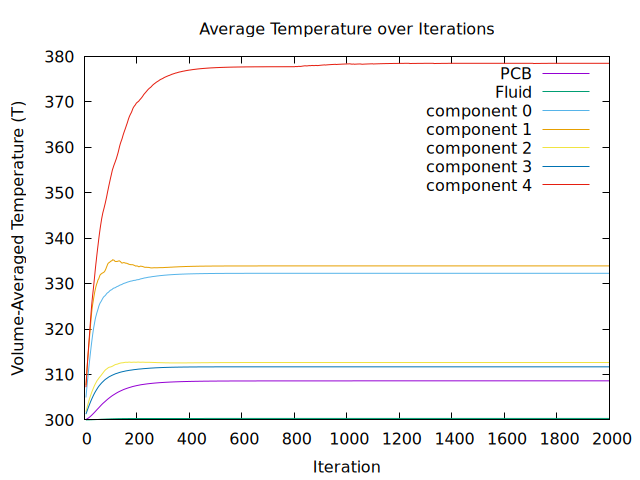 Average Temperature over Iterations
Volume-Averaged Temperature (T)
380
370
360
350
340
330
320
310
300
PCB
Fluid
component 0
component 1
component 2
component 3
component 4
0 200 400 600 800 1000 1200 1400 1600 1800 2000
Iteration